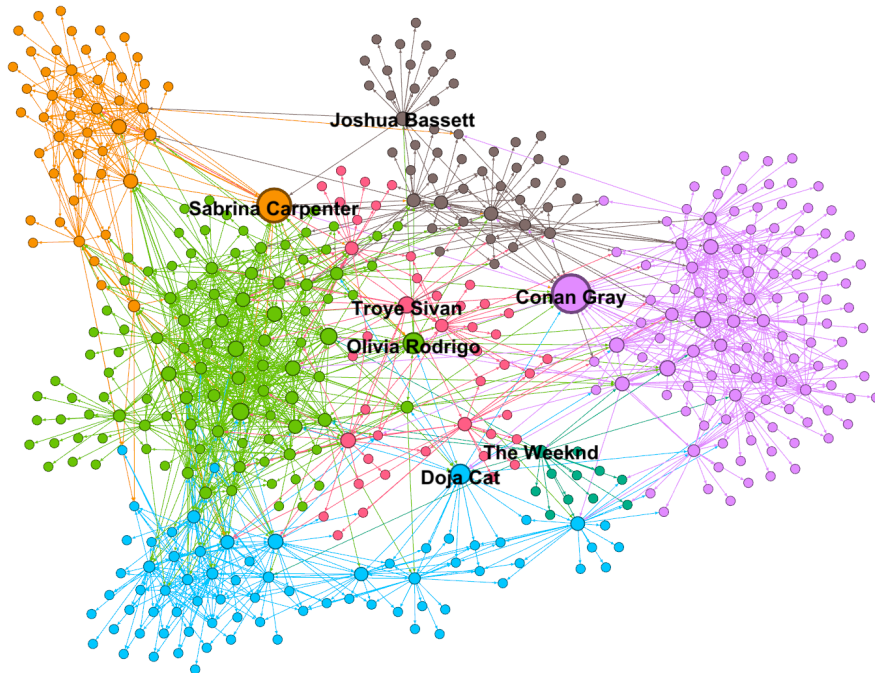 Joshua Bassett
Sabrina Carpenter
Conan Gray
Troye Sivan
Olivia Rodrigo
The Weeknd
Doja Cat